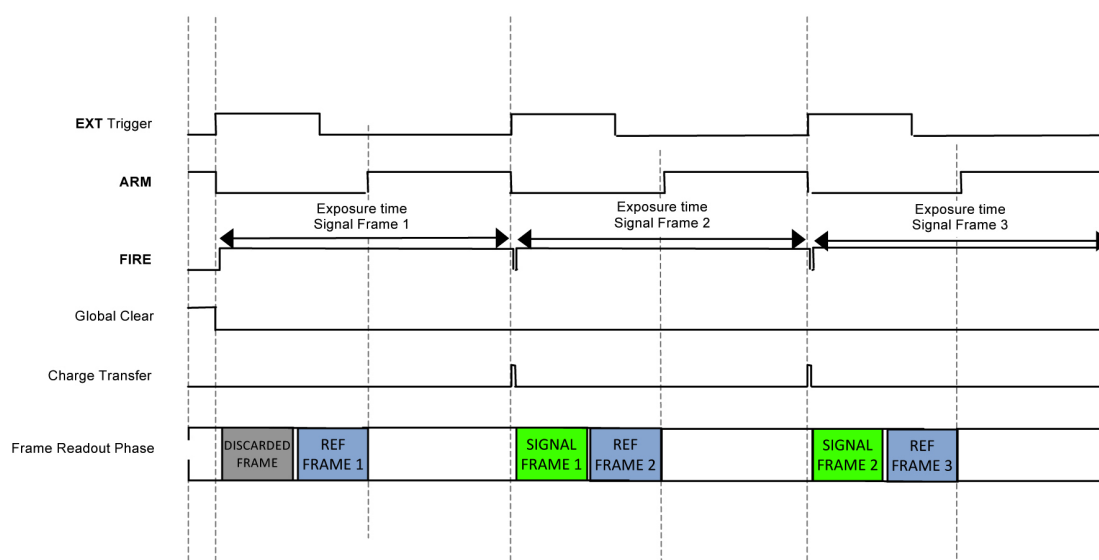 EXT Trigger
ARM
Exposure time
Signal Frame 1
Exposure time
Signal Frame 2
Exposure time
Signal Frame 3
FIRE
Global Clear
Charge Transfer
Frame Readout Phase
DISCARDED
FRAME
REF
FRAME 1
SIGNAL
FRAME 1
REF
FRAME 2
SIGNAL
FRAME 2
REF
FRAME 3